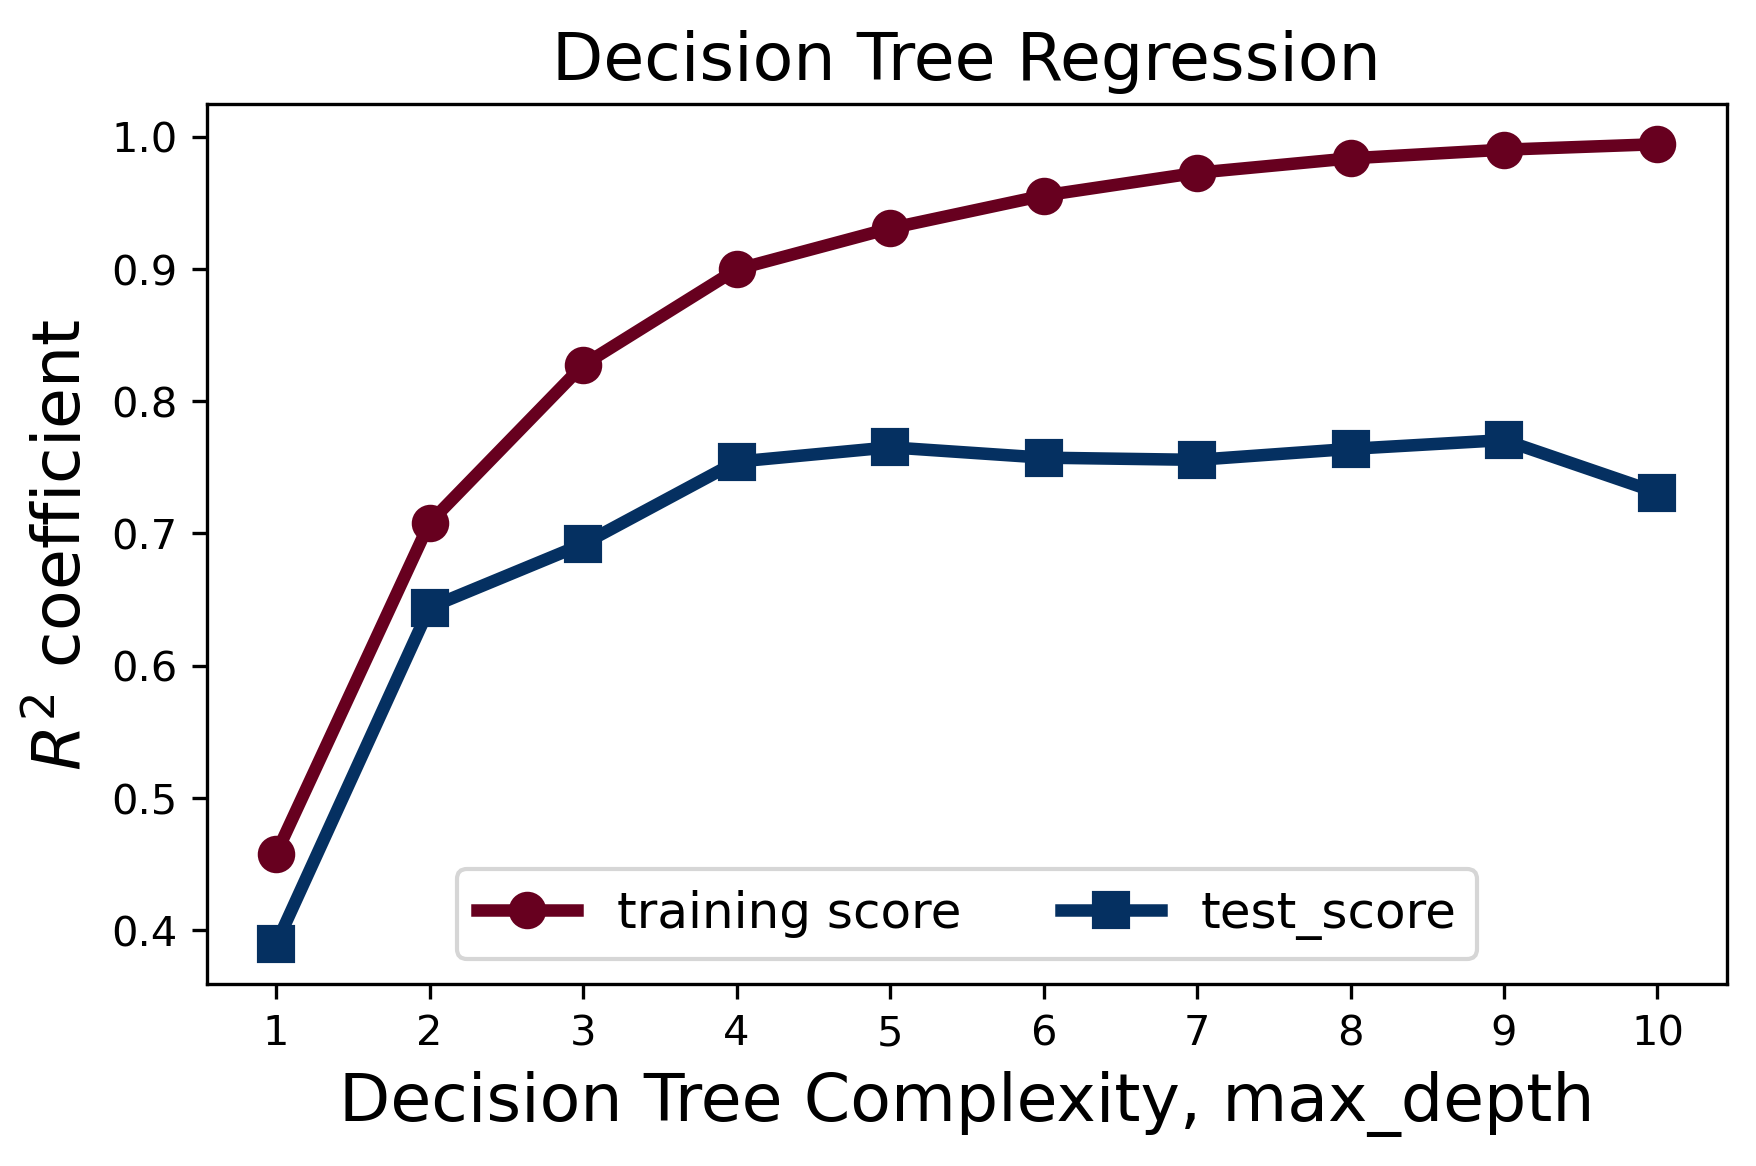 Decision Tree Regression
1.0
0.9
0.8
0.7
0.6
0.5
0.4
R² coefficient
training score
test_score
1 2 3 4 5 6 7 8 9 10
Decision Tree Complexity, max_depth